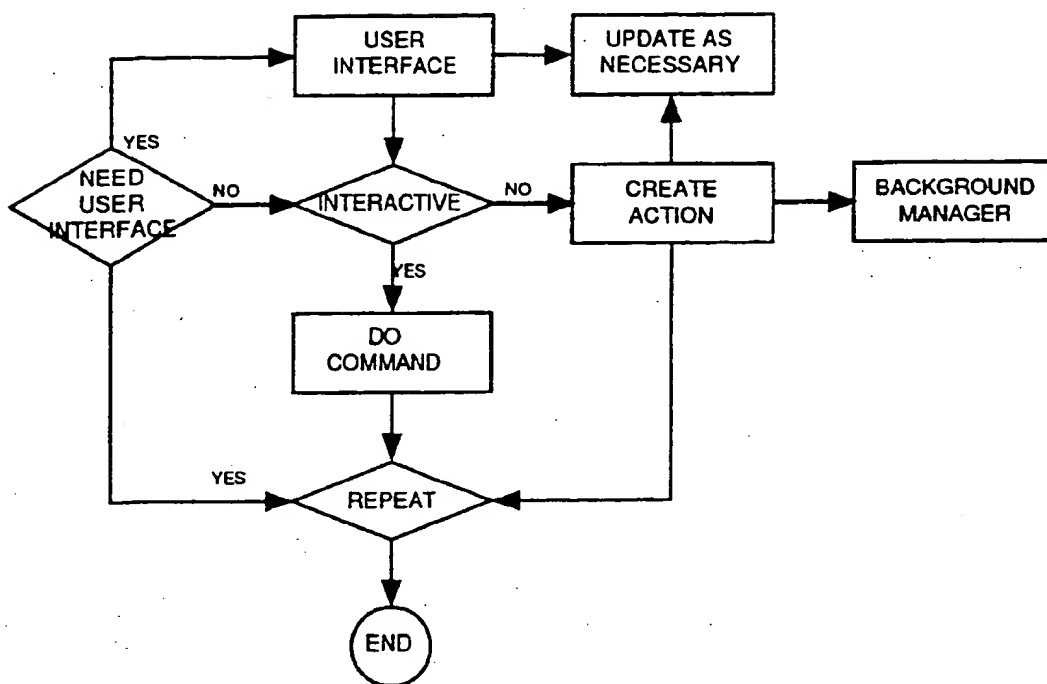 USER
INTERFACE
UPDATE AS
NECESSARY
YES
NEED
USER
INTERFACE
NO
INTERACTIVE
NO
CREATE
ACTION
BACKGROUND
MANAGER
YES
DO
COMMAND
YES
REPEAT
END